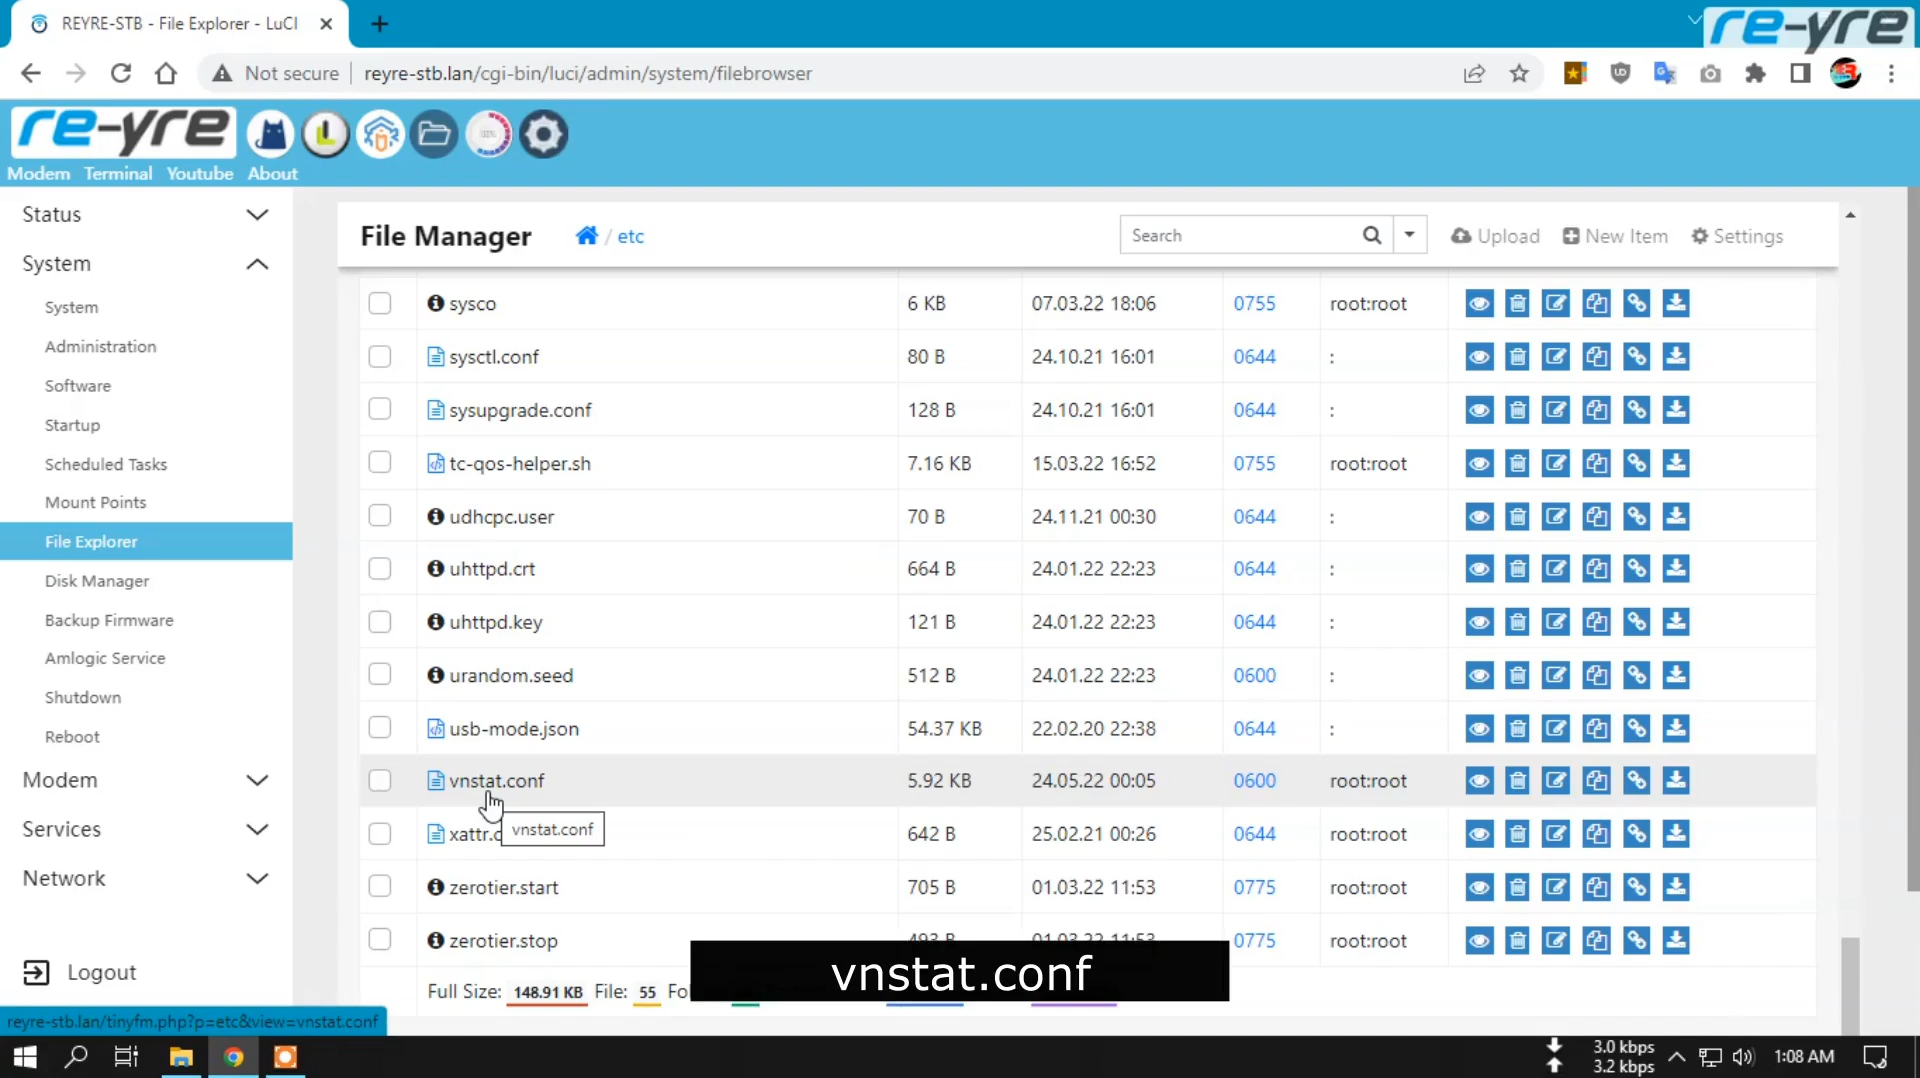 REYRE-STB - File Explorer - LuCI
re-yre
Not secure
reyre-stb.lan/cgi-bin/luci/admin/system/filebrowser
re-yre
Modem Terminal Youtube About
Status
System
System
Administration
Software
Startup
Scheduled Tasks
Mount Points
File Explorer
Disk Manager
Backup Firmware
Amlogic Service
Shutdown
Reboot
Modem
Services
Network
Logout
File Manager / etc
Search
Upload New Item Settings
sysco 6 KB 07.03.22 18:06 0755 root:root
sysctl.conf 80 B 24.10.21 16:01 0644 :
sysupgrade.conf 128 B 24.10.21 16:01 0644 :
tc-qos-helper.sh 7.16 KB 15.03.22 16:52 0755 root:root
udhcpc.user 70 B 24.11.21 00:30 0644 :
uhttpd.crt 664 B 24.01.22 22:23 0644 :
uhttpd.key 121 B 24.01.22 22:23 0644 :
urandom.seed 512 B 24.01.22 22:23 0600 :
usb-mode.json 54.37 KB 22.02.20 22:38 0644 :
vnstat.conf 5.92 KB 24.05.22 00:05 0600 root:root
vnstat.conf
xattr.c 642 B 25.02.21 00:26 0644 root:root
zerotier.start 705 B 01.03.22 11:53 0775 root:root
zerotier.stop 493 B 01.03.22 11:53 0775 root:root
Full Size: 148.91 KB File: 55 Fol
vnstat.conf
reyre-stb.lan/tinyfm.php?p=etc&view=vnstat.conf
3.0 kbps
3.2 kbps
1:08 AM